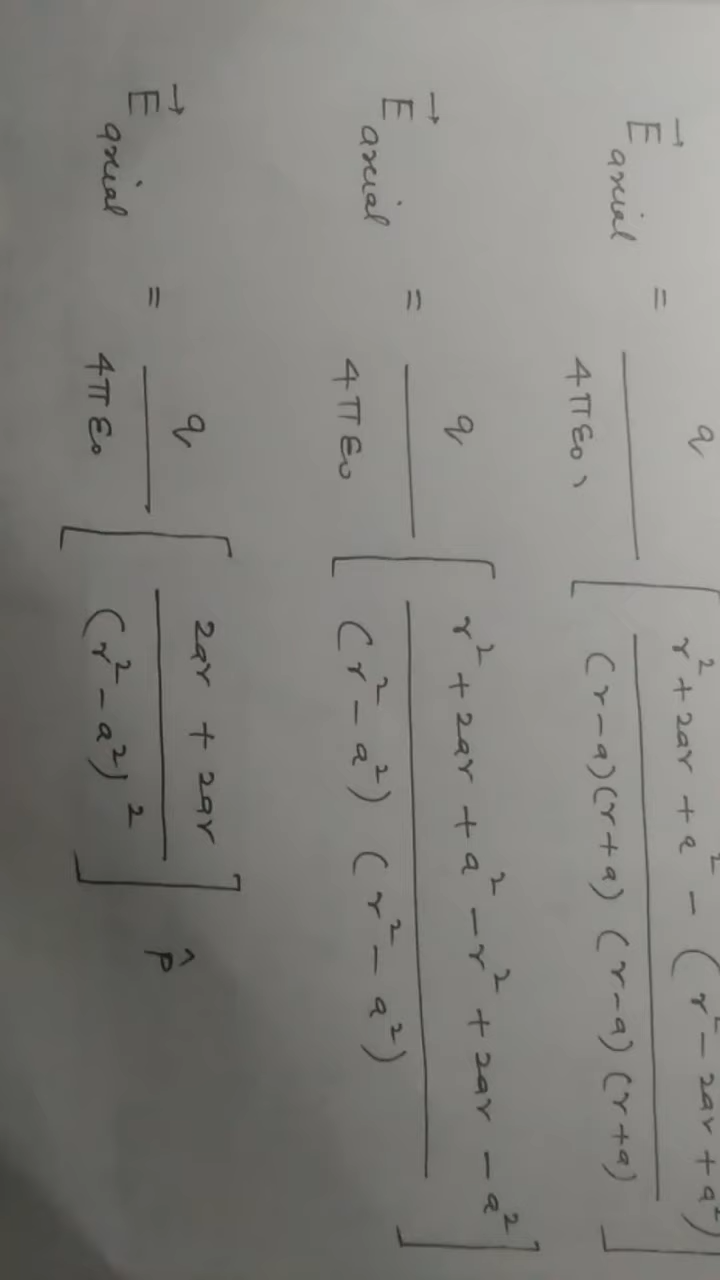 E⃗axial = q / 4πε₀, [ r² + 2ar + a² - (r² - 2ar + a²) / (r-a)(r+a) (r-a)(r+a) ]
E⃗axial = q / 4πε₀ [ r² + 2ar + a² - r² + 2ar - a² / (r² - a²) (r² - a²) ]
E⃗axial = q / 4πε₀ [ 2ar + 2ar / (r² - a²)² ] p̂